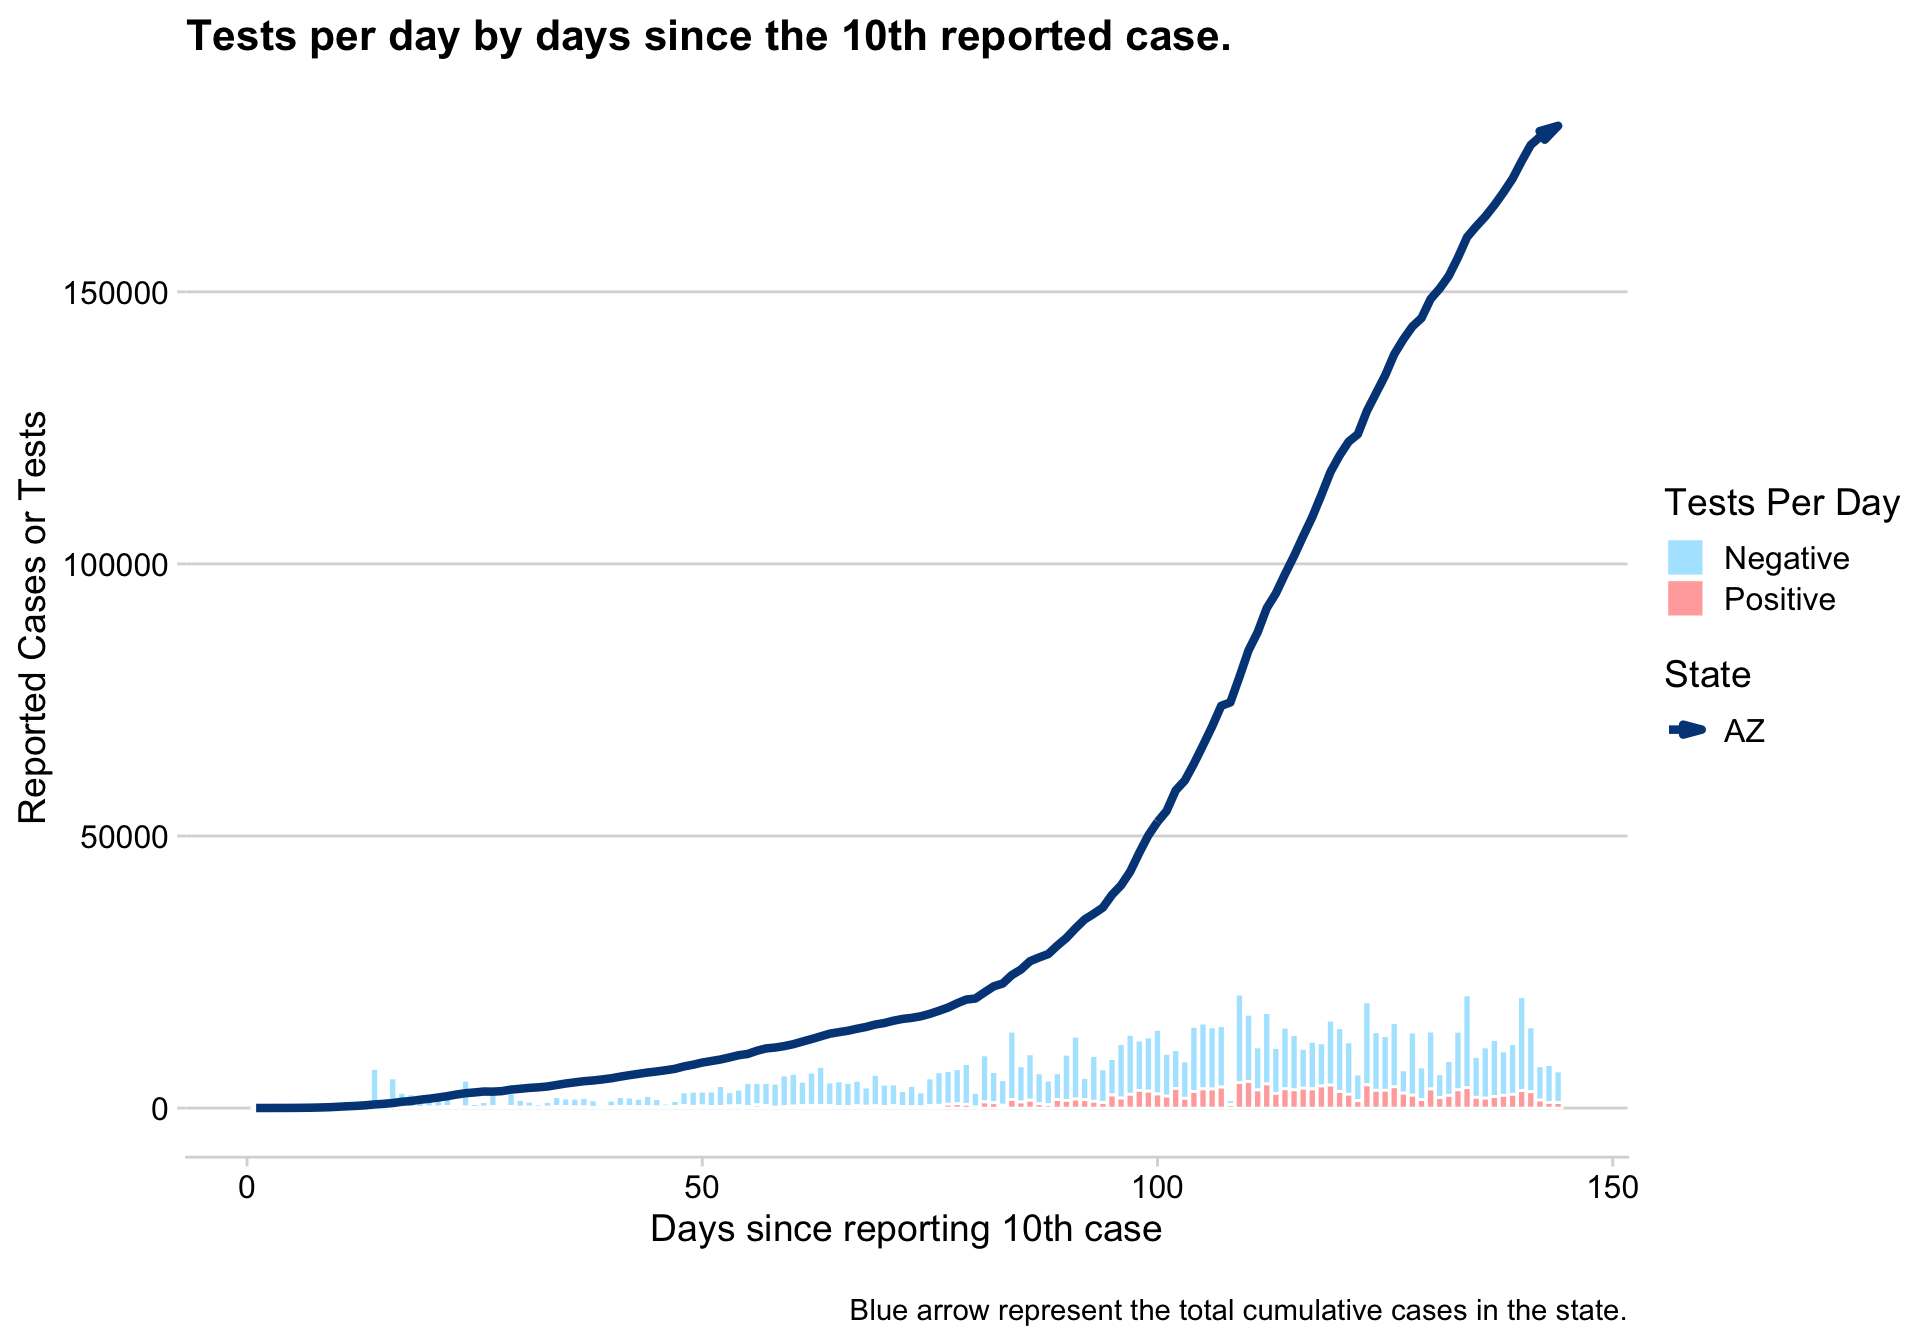 Tests per day by days since the 10th reported case.
Reported Cases or Tests
150000
100000
50000
0
0
50
100
150
Days since reporting 10th case
Tests Per Day
Negative
Positive
State
AZ
Blue arrow represent the total cumulative cases in the state.